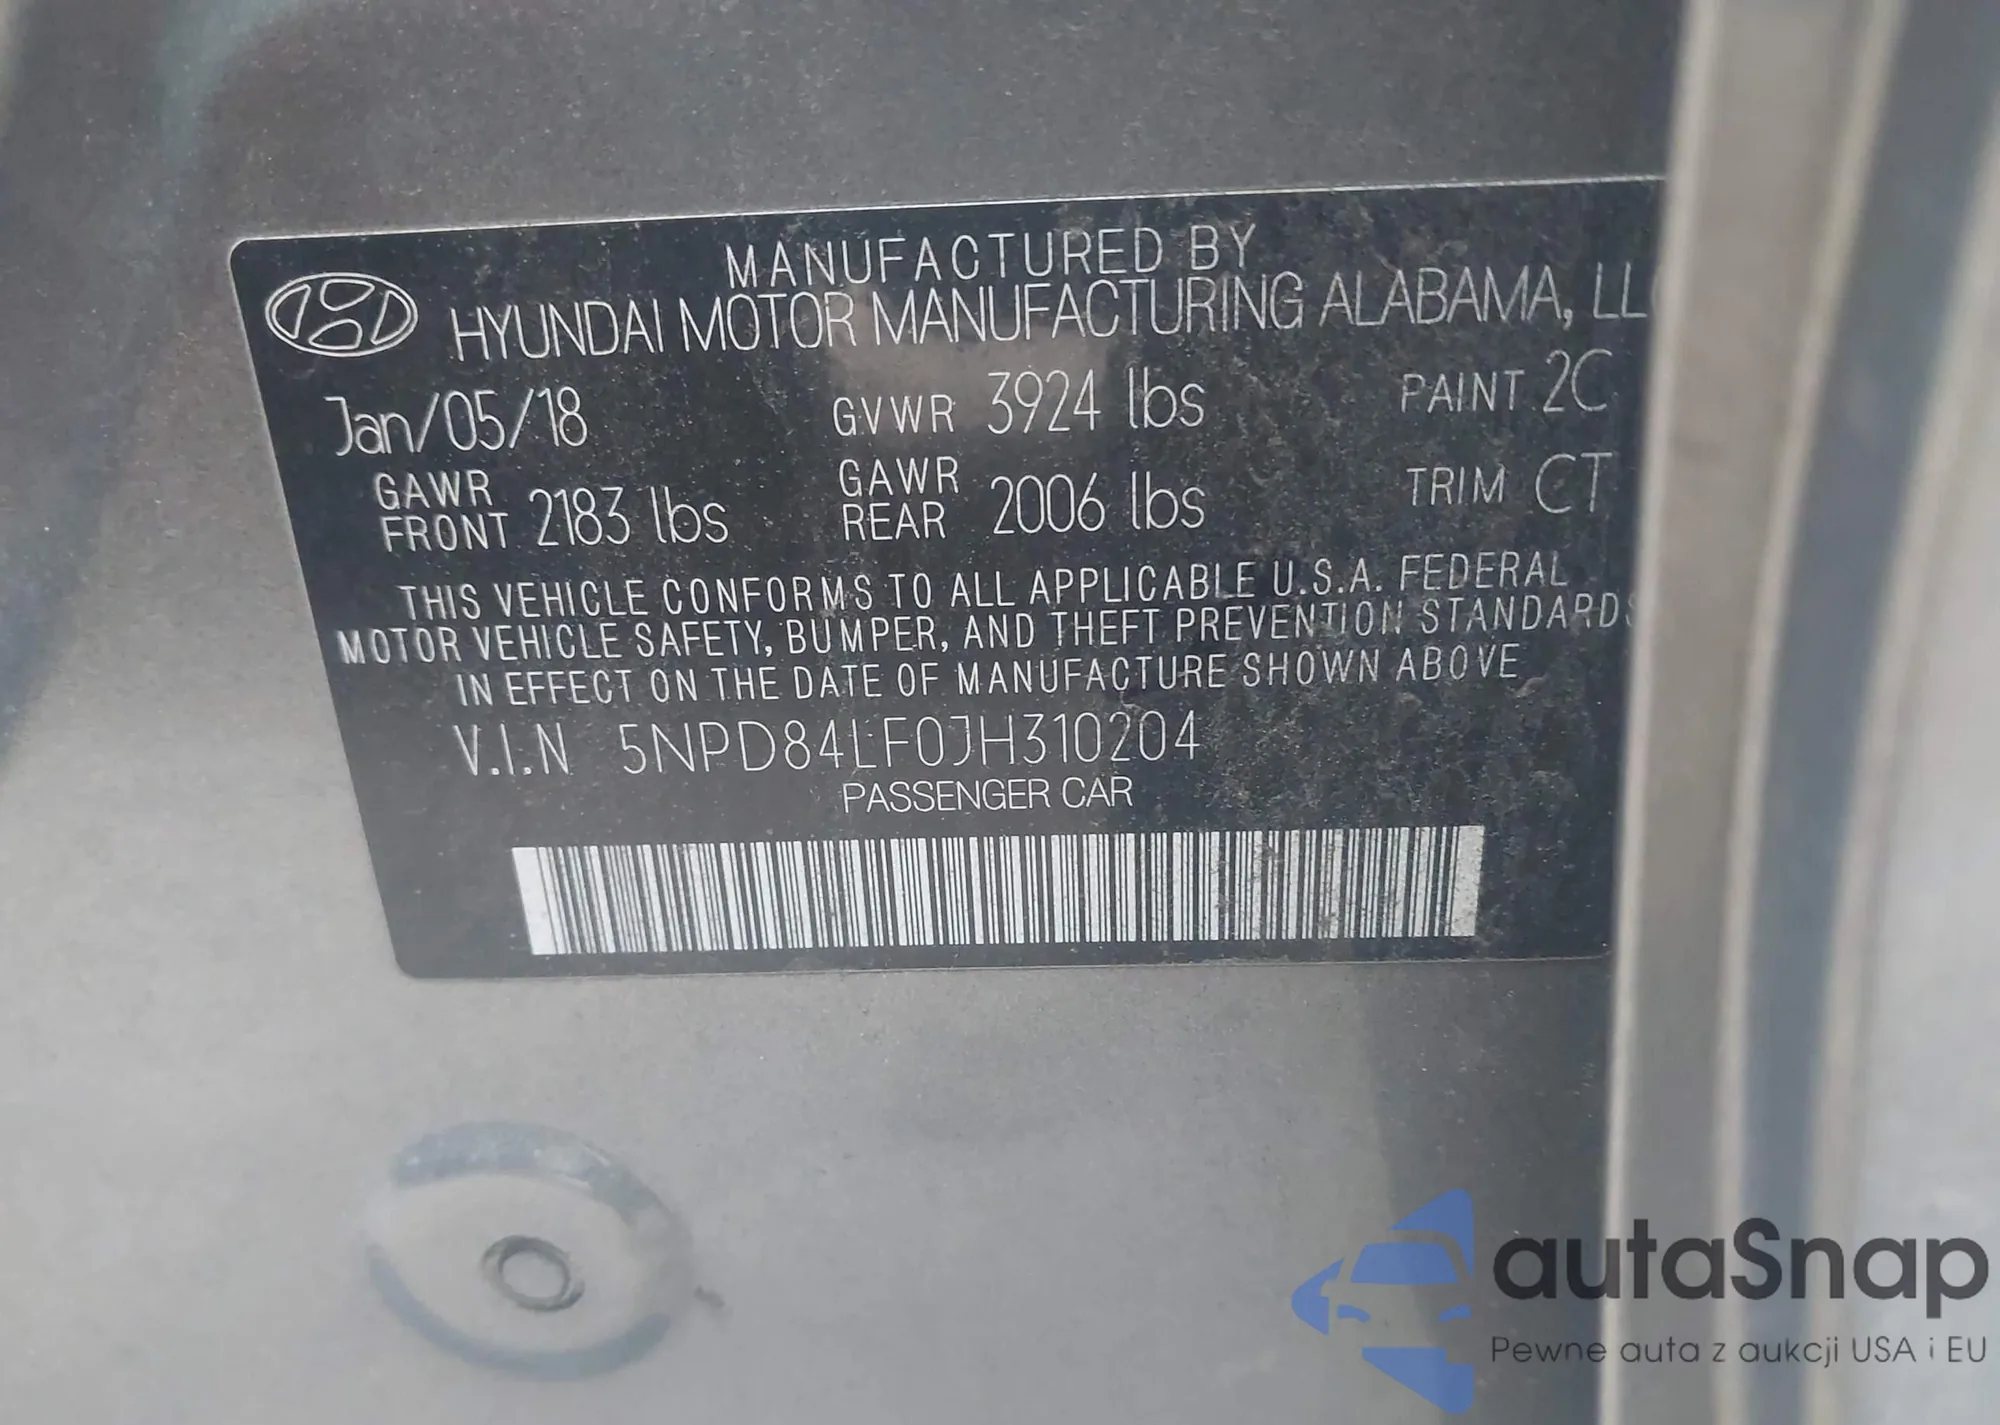 MANUFACTURED BY
HYUNDAI MOTOR MANUFACTURING ALABAMA, LLC
Jan/05/18 GVWR 3924 lbs PAINT 2C
GAWR FRONT 2183 lbs GAWR REAR 2006 lbs TRIM CT
THIS VEHICLE CONFORMS TO ALL APPLICABLE U.S.A. FEDERAL
MOTOR VEHICLE SAFETY, BUMPER, AND THEFT PREVENTION STANDARDS
IN EFFECT ON THE DATE OF MANUFACTURE SHOWN ABOVE
V.I.N 5NPD84LF0JH310204
PASSENGER CAR
autaSnap
Pewne auta z aukcji USA i EU